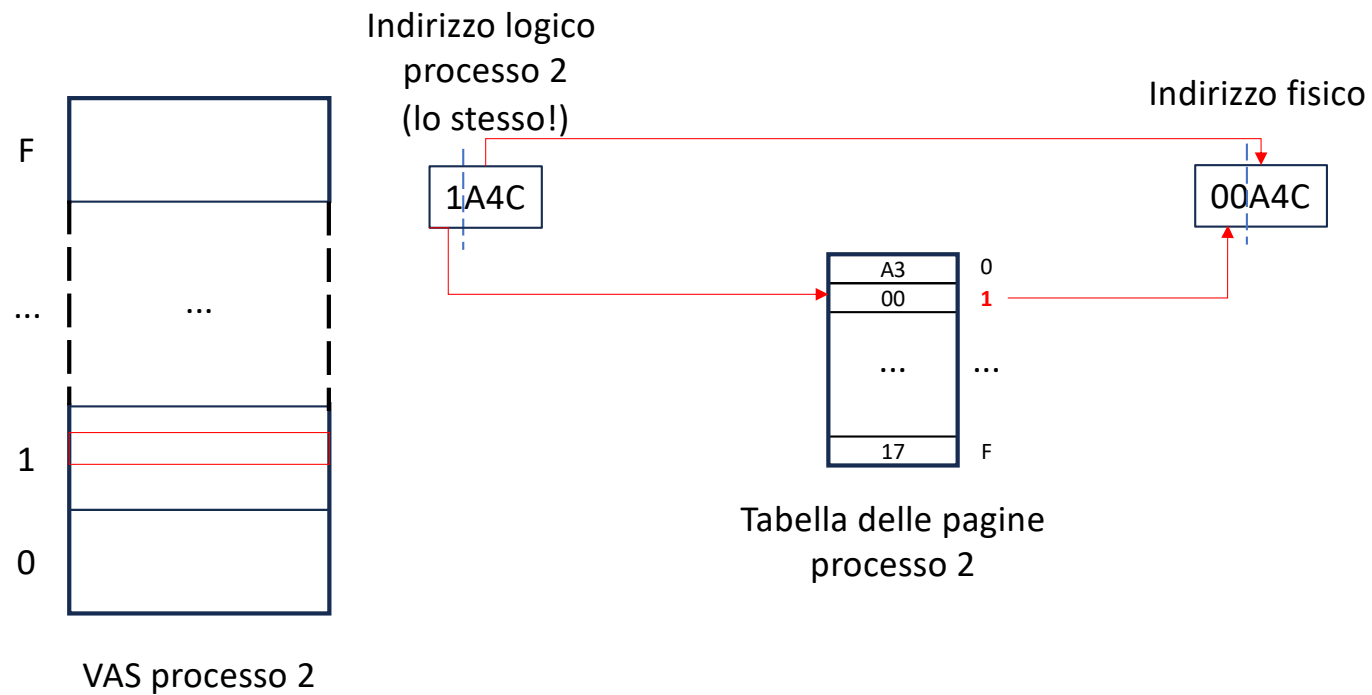 Indirizzo logico
processo 2
(lo stesso!)
Indirizzo fisico
F
1A4C
00A4C
A3 0
00 1
...
...
... ...
17 F
1
0
Tabella delle pagine
processo 2
VAS processo 2